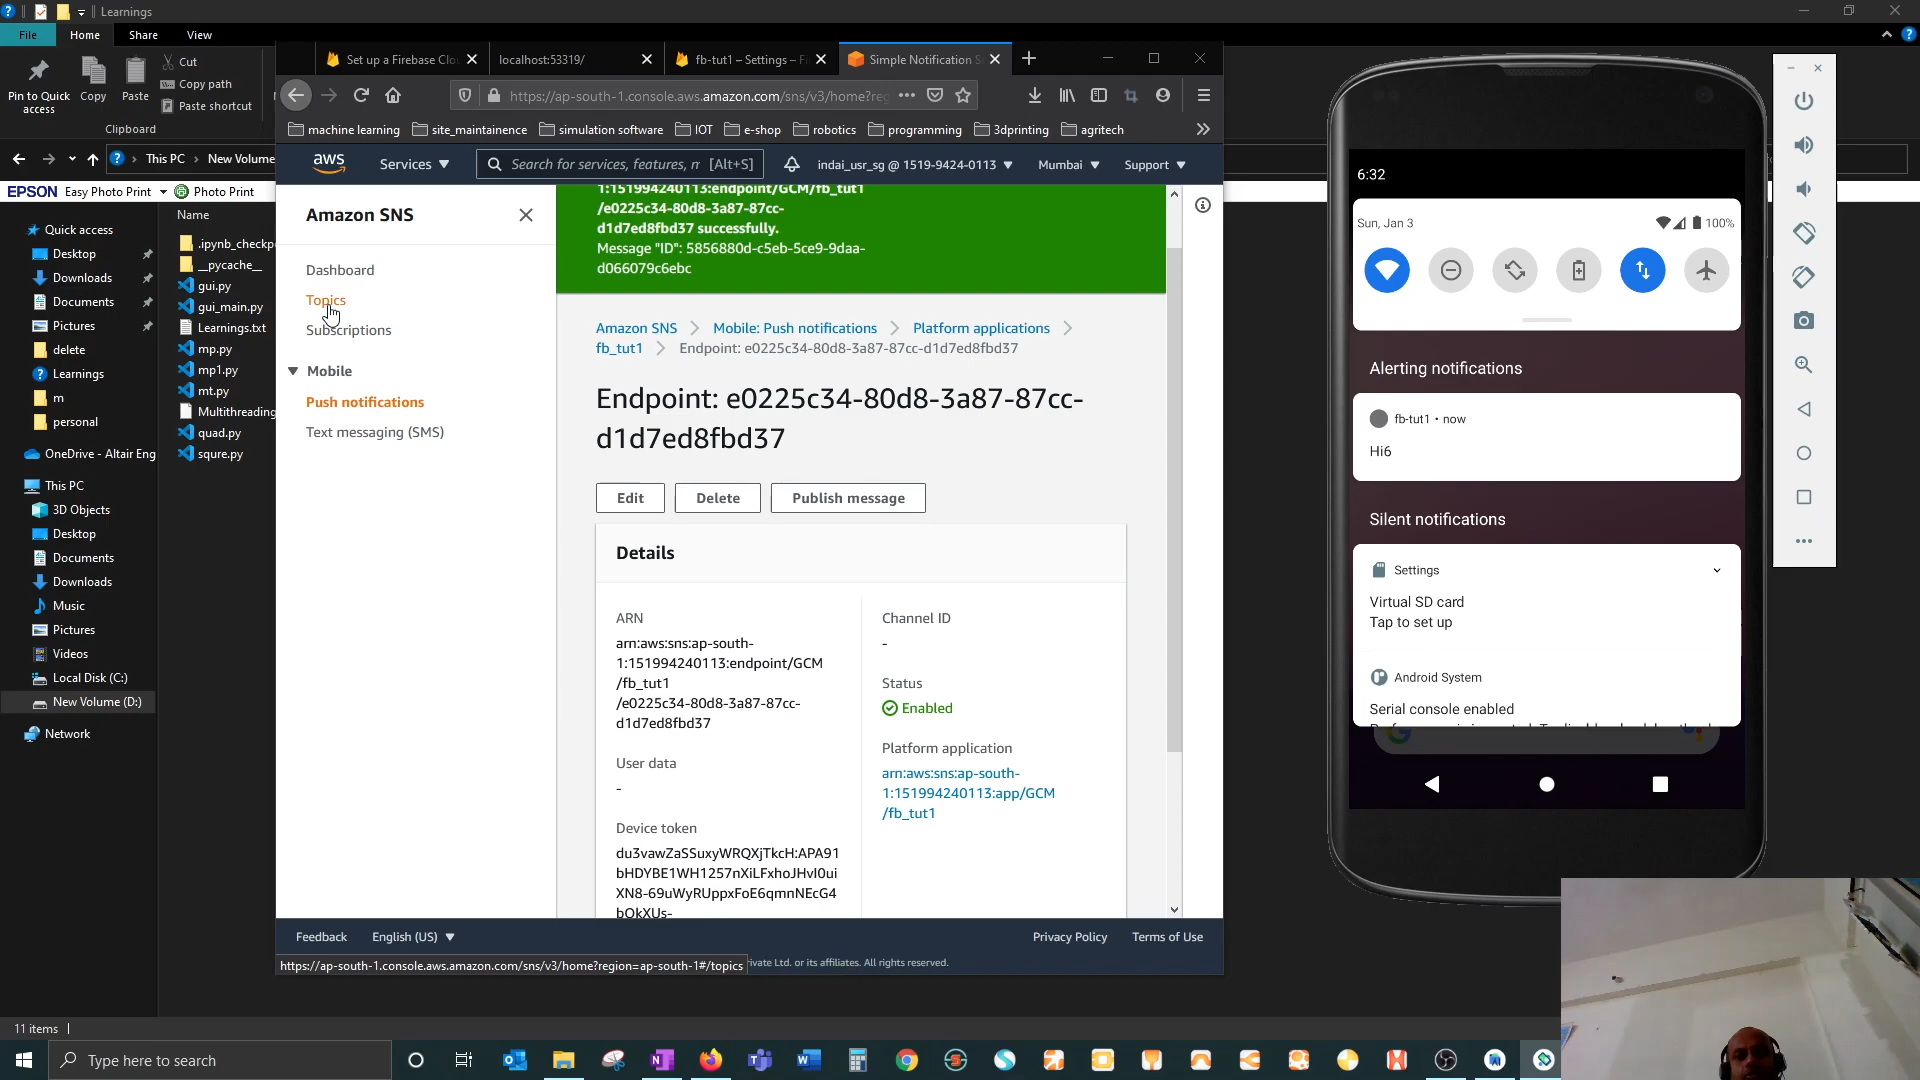 Learnings
File
Home
Share
View
Pin to Quick access
Copy
Paste
Cut
Copy path
Paste shortcut
Clipboard
This PC
New Volume
EPSON
Easy Photo Print
Photo Print
Quick access
Desktop
Downloads
Documents
Pictures
delete
Learnings
m
personal
OneDrive - Altair Eng
This PC
3D Objects
Desktop
Documents
Downloads
Music
Pictures
Videos
Local Disk (C:)
New Volume (D:)
Network
Name
.ipynb_checkp
__pycache__
gui.py
gui_main.py
Learnings.txt
mp.py
mp1.py
mt.py
Multithreading
quad.py
squre.py
11 items
Set up a Firebase Clo
localhost:53319/
fb-tut1 – Settings – Fi
Simple Notification S
https://ap-south-1.console.aws.amazon.com/sns/v3/home?reg
machine learning
site_maintainence
simulation software
IOT
e-shop
robotics
programming
3dprinting
agritech
aws
Services
Search for services, features, m [Alt+S]
indai_usr_sg @ 1519-9424-0113
Mumbai
Support
Amazon SNS
Dashboard
Topics
Subscriptions
Mobile
Push notifications
Text messaging (SMS)
1:151994240113:endpoint/GCM/fb_tut1
/e0225c34-80d8-3a87-87cc-
d1d7ed8fbd37 successfully.
Message "ID": 5856880d-c5eb-5ce9-9daa-
d066079c6ebc
Amazon SNS
Mobile: Push notifications
Platform applications
fb_tut1
Endpoint: e0225c34-80d8-3a87-87cc-d1d7ed8fbd37
Endpoint: e0225c34-80d8-3a87-87cc-
d1d7ed8fbd37
Edit
Delete
Publish message
Details
ARN
arn:aws:sns:ap-south-
1:151994240113:endpoint/GCM
/fb_tut1
/e0225c34-80d8-3a87-87cc-
d1d7ed8fbd37
User data
-
Device token
du3vawZaSSuxyWRQXjTkcH:APA91
bHDYBE1WH1257nXiLFxhoJHvI0ui
XN8-69uWyRUppxFoE6qmnNEcG4
bOkXUs-
Channel ID
-
Status
Enabled
Platform application
arn:aws:sns:ap-south-
1:151994240113:app/GCM
/fb_tut1
Feedback
English (US)
Privacy Policy
Terms of Use
https://ap-south-1.console.aws.amazon.com/sns/v3/home?region=ap-south-1#/topics
ivate Ltd. or its affiliates. All rights reserved.
6:32
Sun, Jan 3
100%
Alerting notifications
fb-tut1 • now
Hi6
Silent notifications
Settings
Virtual SD card
Tap to set up
Android System
Serial console enabled
Type here to search